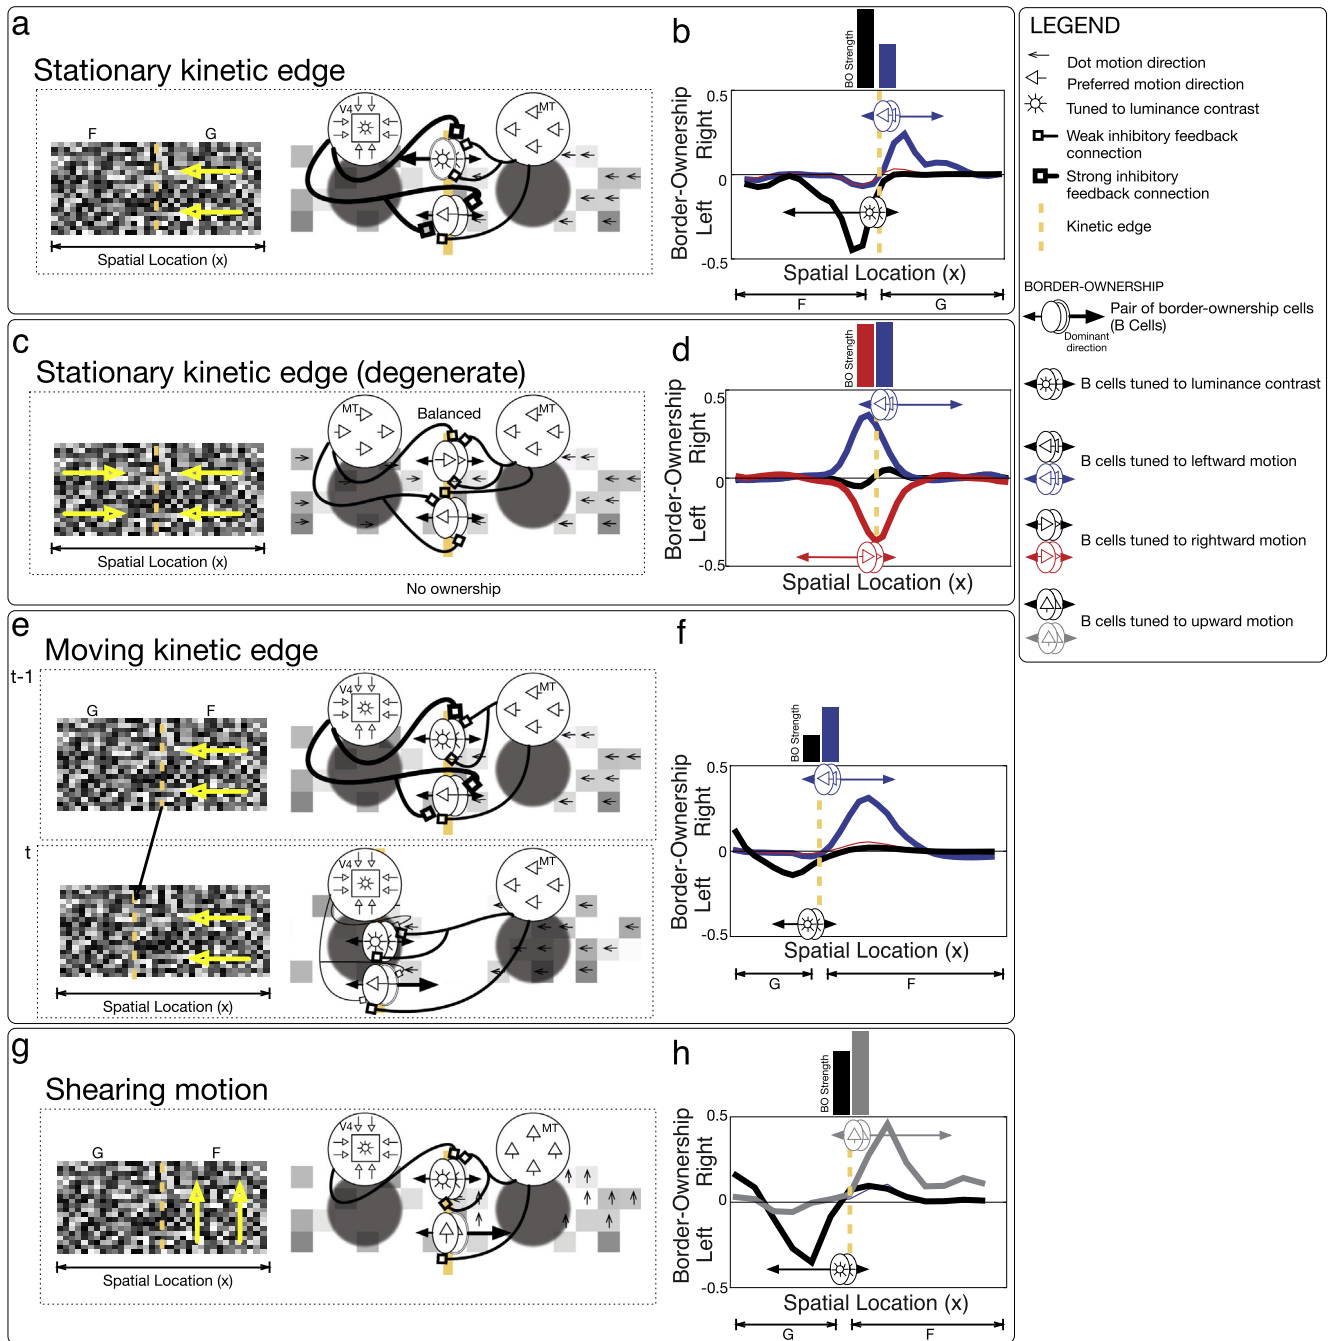 a
Stationary kinetic edge
F
G
Spatial Location (x)
V4
MT
b
BO Strength
0.5
0
-0.5
Border-Ownership
Left Right
Spatial Location (x)
F
G
LEGEND
Dot motion direction
Preferred motion direction
Tuned to luminance contrast
Weak inhibitory feedback
connection
Strong inhibitory
feedback connection
Kinetic edge
BORDER-OWNERSHIP
Pair of border-ownership cells
(B Cells)
Dominant
direction
B cells tuned to luminance contrast
B cells tuned to leftward motion
B cells tuned to rightward motion
B cells tuned to upward motion
c
Stationary kinetic edge (degenerate)
Spatial Location (x)
MT
Balanced
MT
No ownership
d
BO Strength
0.5
0
-0.5
Border-Ownership
Left Right
Spatial Location (x)
e
Moving kinetic edge
t-1
G
F
V4
MT
t
Spatial Location (x)
V4
MT
f
BO Strength
0.5
0
-0.5
Border-Ownership
Left Right
Spatial Location (x)
G
F
g
Shearing motion
G
F
Spatial Location (x)
V4
MT
h
BO Strength
0.5
0
-0.5
Border-Ownership
Left Right
Spatial Location (x)
G
F